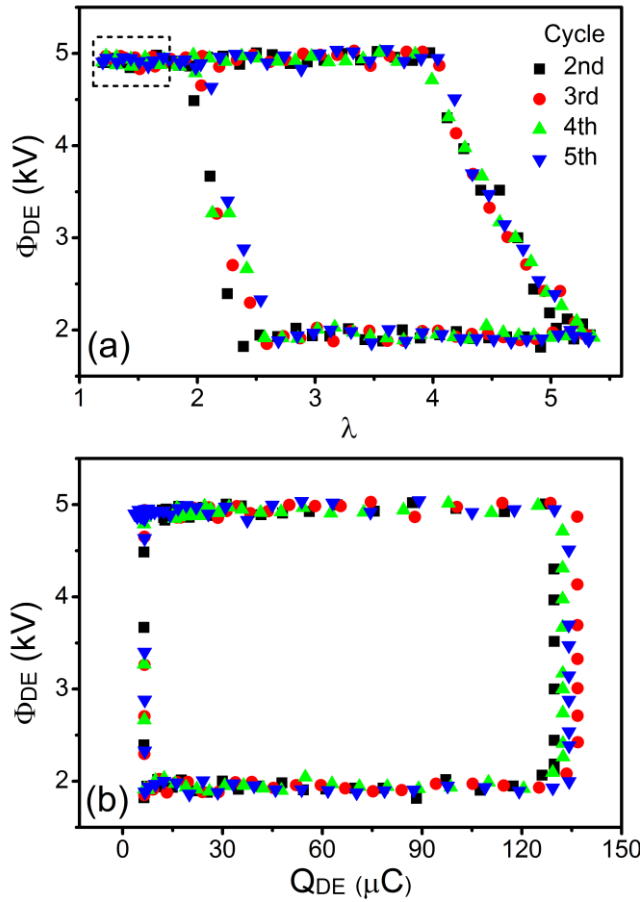 Cycle
2nd
3rd
4th
5th
5
4
3
2
Φ_DE (kV)
(a)
1 2 3 4 5
λ
5
4
3
2
Φ_DE (kV)
(b)
0 30 60 90 120 150
Q_DE (μC)